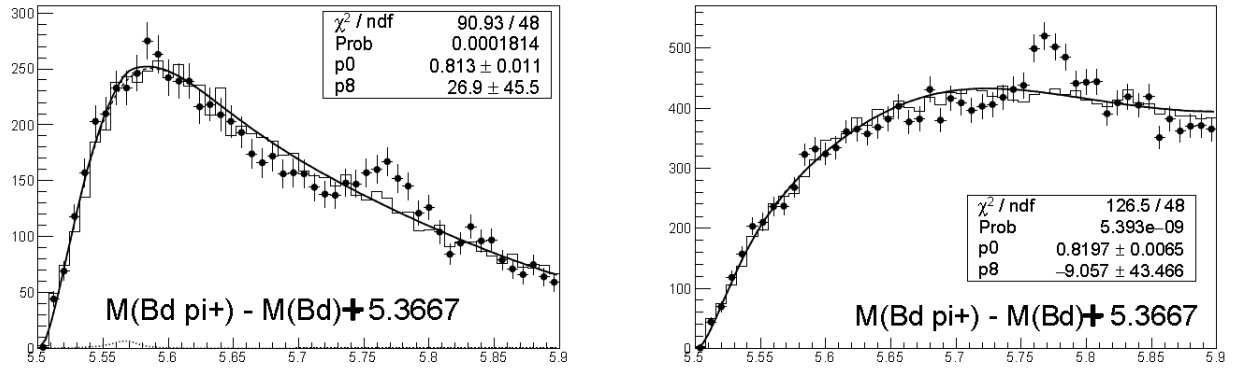 300
250
200
150
100
50
0
5.5 5.55 5.6 5.65 5.7 5.75 5.8 5.85 5.9
χ² / ndf 90.93 / 48
Prob 0.0001814
p0 0.813 ± 0.011
p8 26.9 ± 45.5
M(Bd pi+) - M(Bd)+5.3667
500
400
300
200
100
0
5.5 5.55 5.6 5.65 5.7 5.75 5.8 5.85 5.9
χ² / ndf 126.5 / 48
Prob 5.393e−09
p0 0.8197 ± 0.0065
p8 −9.057 ± 43.466
M(Bd pi+) - M(Bd)+ 5.3667